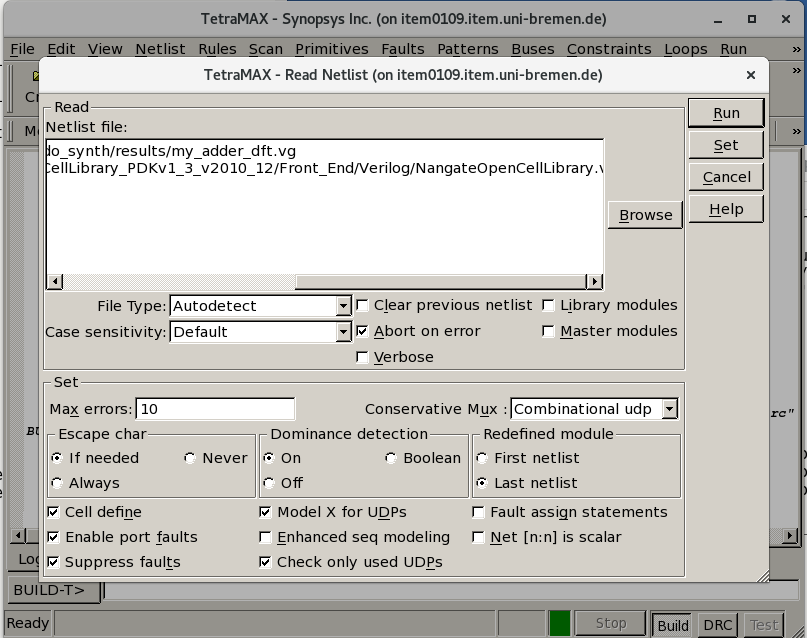 TetraMAX - Synopsys Inc. (on item0109.item.uni-bremen.de)
File Edit View Netlist Rules Scan Primitives Faults Patterns Buses Constraints Loops Run »
TetraMAX - Read Netlist (on item0109.item.uni-bremen.de)
Read
Netlist file:
do_synth/results/my_adder_dft.vg
CellLibrary_PDKv1_3_v2010_12/Front_End/Verilog/NangateOpenCellLibrary.v
Browse
Run
Set
Cancel
Help
File Type: Autodetect Clear previous netlist Library modules
Case sensitivity: Default Abort on error Master modules
Verbose
Set
Max errors: 10 Conservative Mux : Combinational udp
Escape char Dominance detection Redefined module
If needed Never On Boolean First netlist
Always Off Last netlist
Cell define Model X for UDPs Fault assign statements
Enable port faults Enhanced seq modeling Net [n:n] is scalar
Suppress faults Check only used UDPs
rc"
BUILD-T>
Ready Stop Build DRC Test